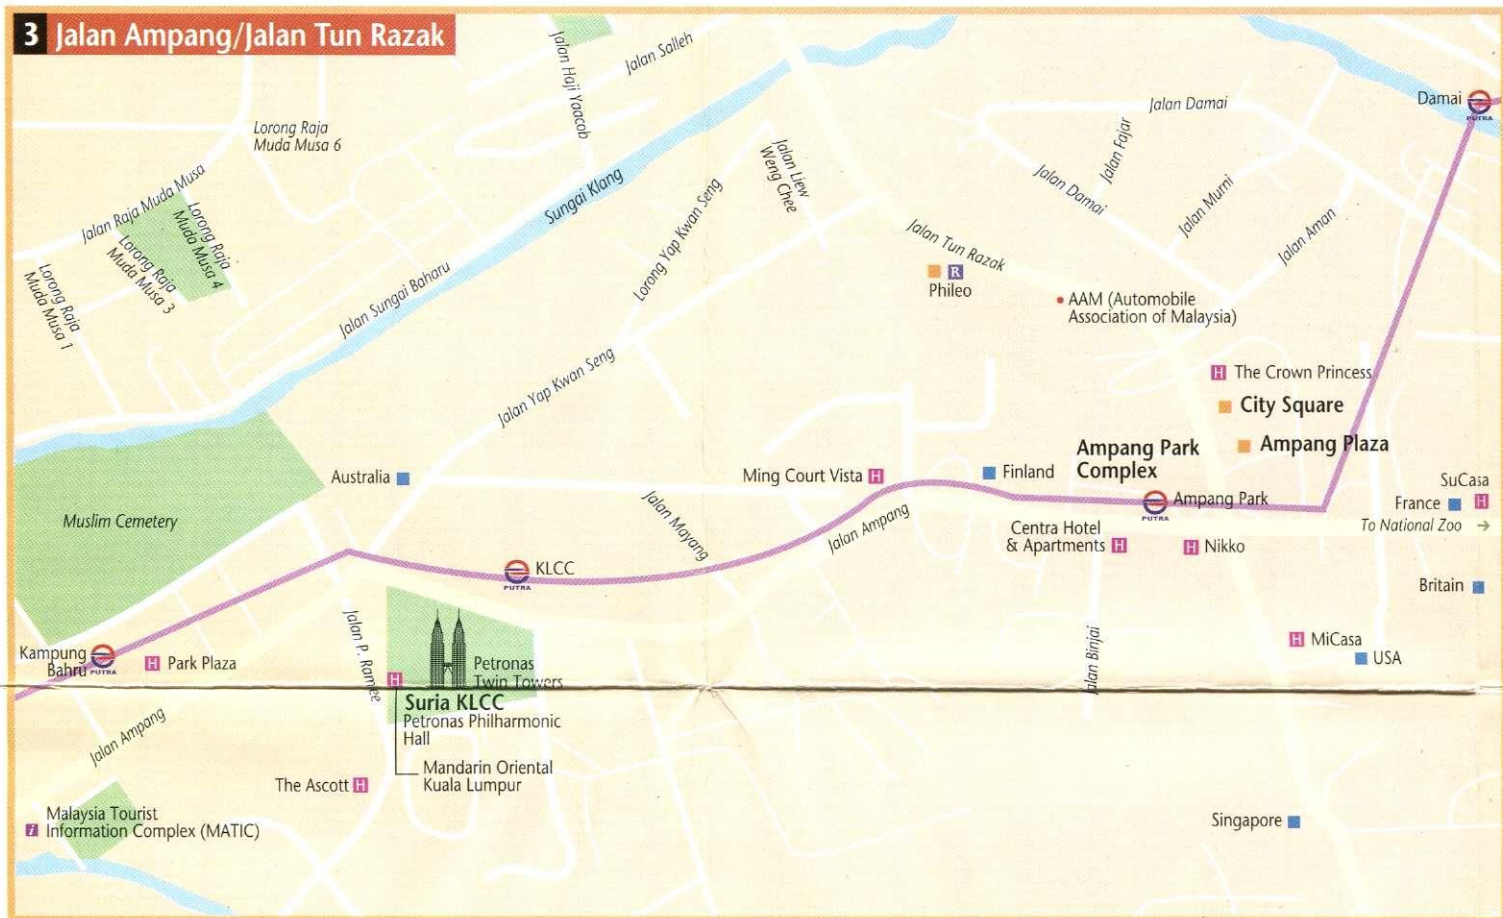 3 Jalan Ampang/Jalan Tun Razak
Jalan Haji Yaacob
Jalan Salleh
Damai
PUTRA
Jalan Damai
Lorong Raja
Muda Musa 6
Jalan Fajar
Jalan Liew
Weng Chee
Jalan Raja Muda Musa
Sungai Klang
Jalan Damai
Jalan Murni
Lorong Raja
Muda Musa 4
Lorong Raja
Muda Musa 3
Lorong Raja
Muda Musa 1
Lorong Yap Kwan Seng
Jalan Tun Razak
Jalan Aman
R
Phileo
Jalan Sungai Baharu
AAM (Automobile
Association of Malaysia)
Jalan Yap Kwan Seng
H The Crown Princess
City Square
Ampang Plaza
Ampang Park
Complex
Australia
Ming Court Vista H
Finland
SuCasa
H
France
Ampang Park
PUTRA
To National Zoo
Muslim Cemetery
Jalan Mayang
Jalan Ampang
Centra Hotel
& Apartments H
H Nikko
KLCC
PUTRA
Britain
Jalan P. Ramlee
Jalan Binjai
Kampung
Bahru
PUTRA
H Park Plaza
H MiCasa
USA
Petronas
Twin Towers
H
Suria KLCC
Petronas Philharmonic
Hall
Jalan Ampang
Mandarin Oriental
Kuala Lumpur
The Ascott H
Malaysia Tourist
i Information Complex (MATIC)
Singapore